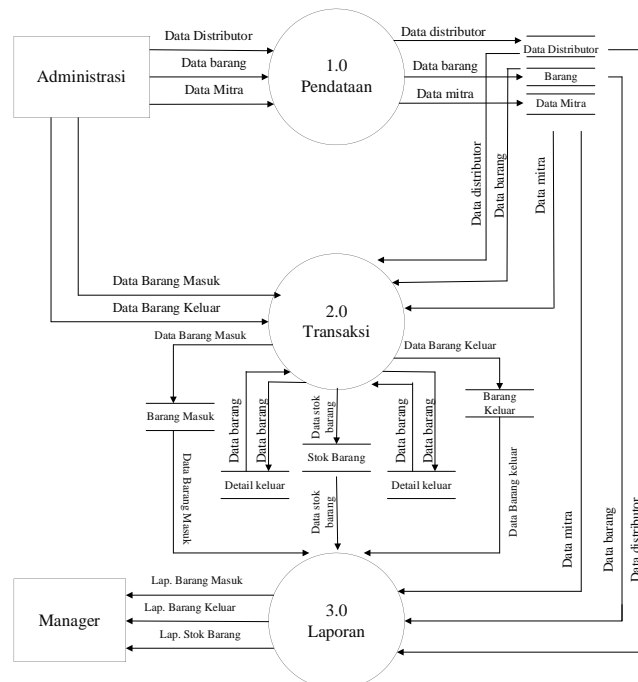 Lap. Distributor
Data distributor
Administrasi
Data barang
1.0
Pendataan
Data barang
Data Distributor
Barang
Data Mitra
Data mitra
Data Mitra
Data distributor
Data barang
Data mitra
Data Barang Masuk
Data Barang Keluar
2.0
Transaksi
Data Barang Masuk
Data Barang Keluar
Barang Masuk
Data barang
Data barang
Data stok
barang
Data barang
Data barang
Barang
Keluar
Stok Barang
Detail keluar
Detail keluar
Data Barang
Masuk
Data stok
barang
Data Barang keluar
Data mitra
Data barang
Data distributor
Lap. Barang Masuk
Manager
Lap. Barang Keluar
Lap. Stok Barang
3.0
Laporan